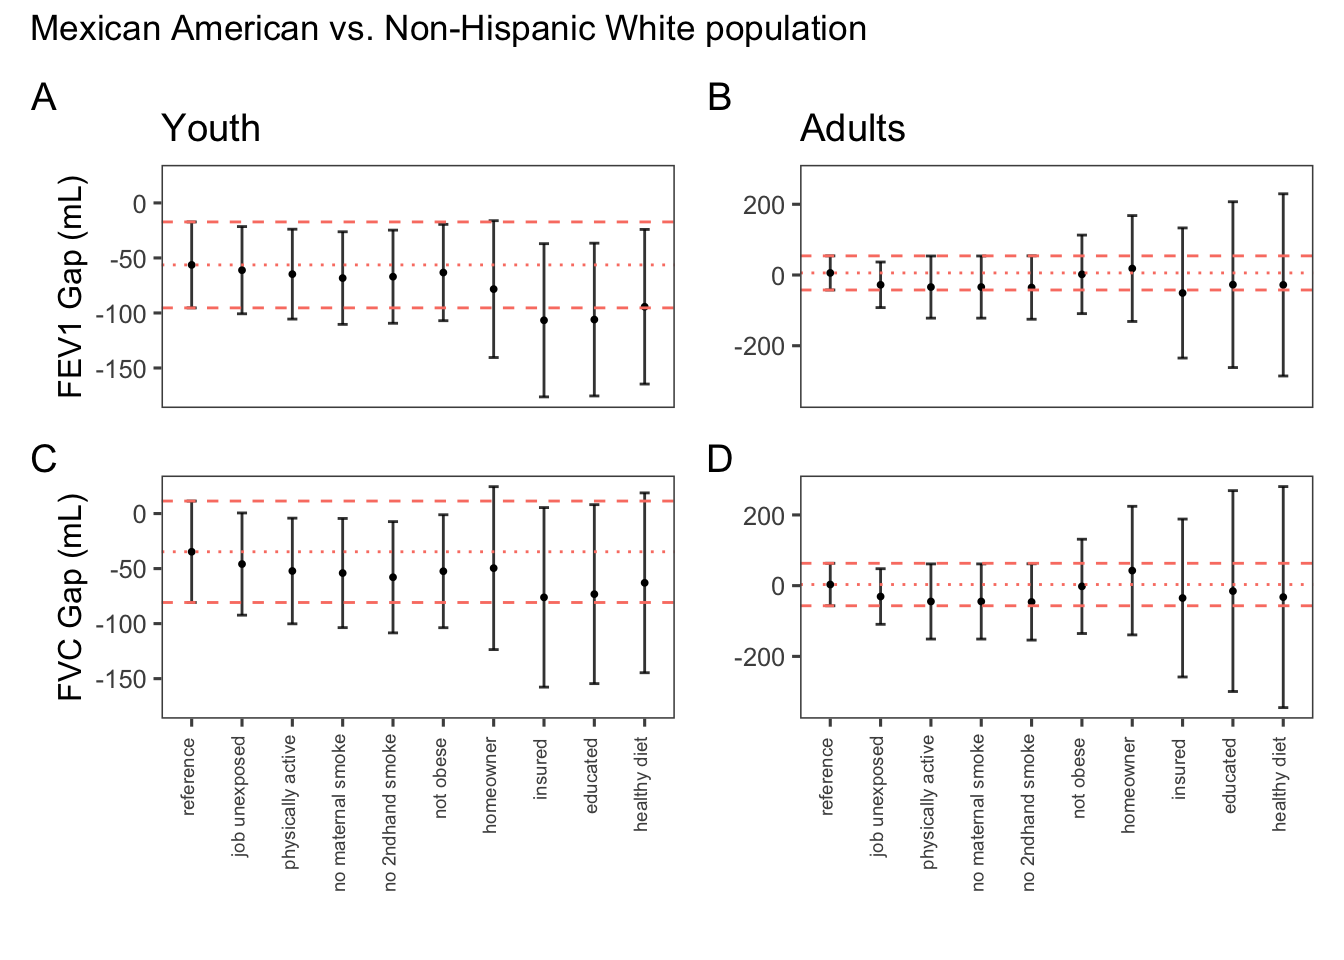 Mexican American vs. Non-Hispanic White population
A
Youth
FEV1 Gap (mL)
0
-50
-100
-150
B
Adults
200
0
-200
C
FVC Gap (mL)
0
-50
-100
-150
reference
job unexposed
physically active
no maternal smoke
no 2ndhand smoke
not obese
homeowner
insured
educated
healthy diet
D
200
0
-200
reference
job unexposed
physically active
no maternal smoke
no 2ndhand smoke
not obese
homeowner
insured
educated
healthy diet